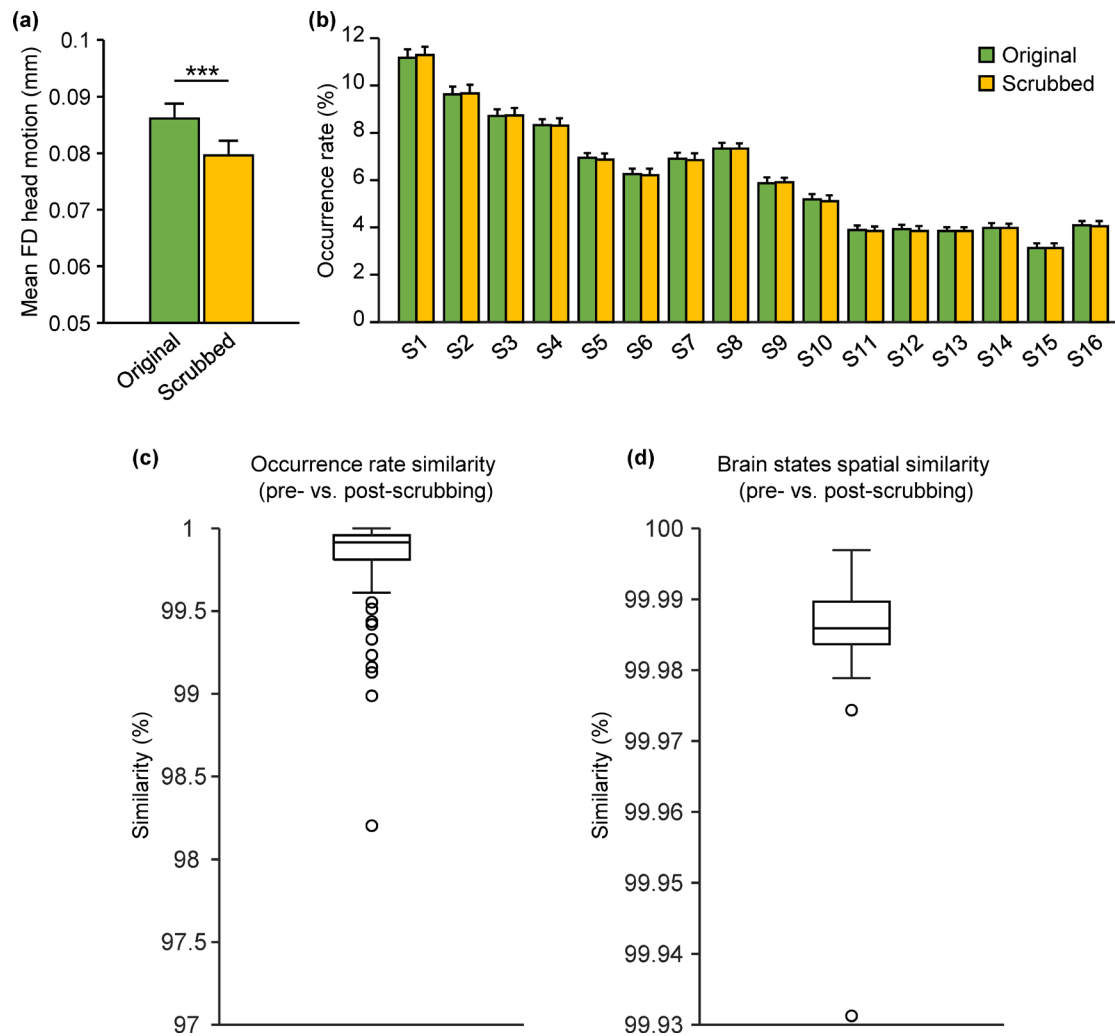 (a)
0.1
0.09
0.08
0.07
0.06
0.05
Mean FD head motion (mm)
***
Original
Scrubbed
(b)
12
10
8
6
4
2
0
Occurrence rate (%)
Original
Scrubbed
S1
S2
S3
S4
S5
S6
S7
S8
S9
S10
S11
S12
S13
S14
S15
S16
(c)
Occurrence rate similarity
(pre- vs. post-scrubbing)
1
99.5
99
98.5
98
97.5
97
Similarity (%)
(d)
Brain states spatial similarity
(pre- vs. post-scrubbing)
100
99.99
99.98
99.97
99.96
99.95
99.94
99.93
Similarity (%)